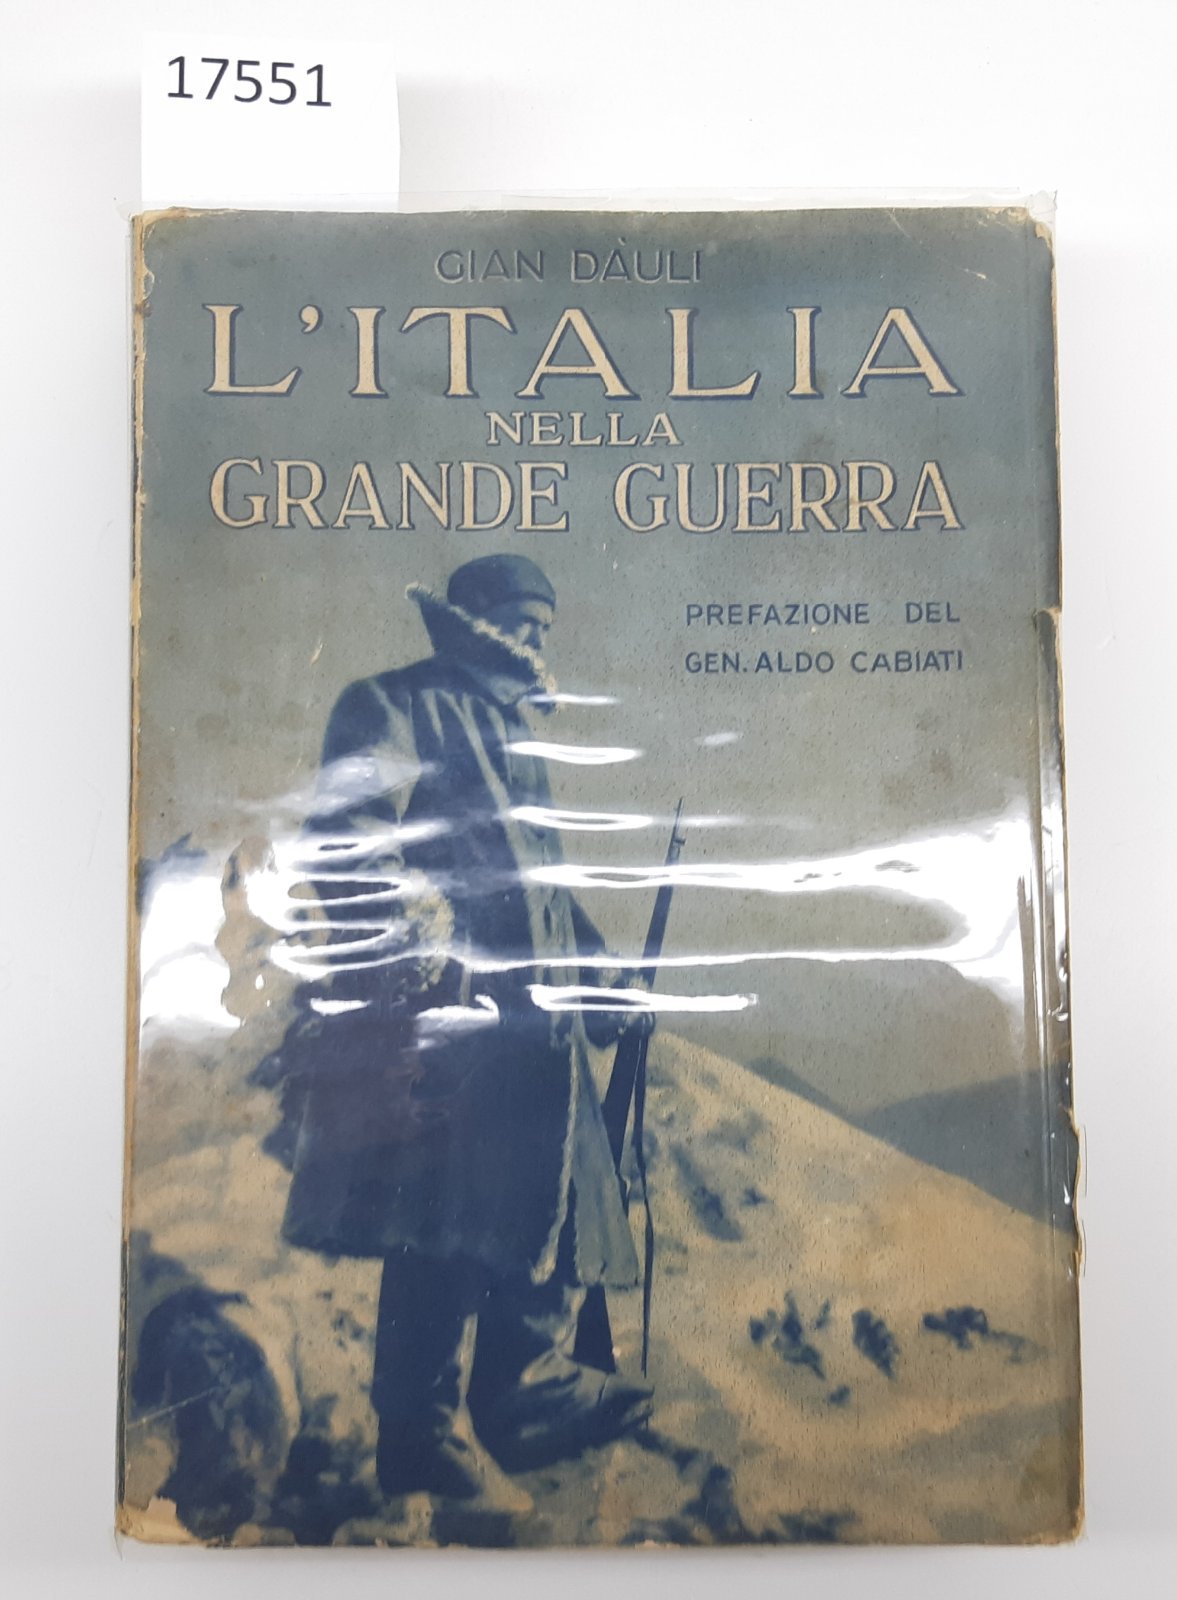 17551
GIAN DÀULI
L'ITALIA
NELLA
GRANDE GUERRA
PREFAZIONE DEL
GEN. ALDO CABIATI